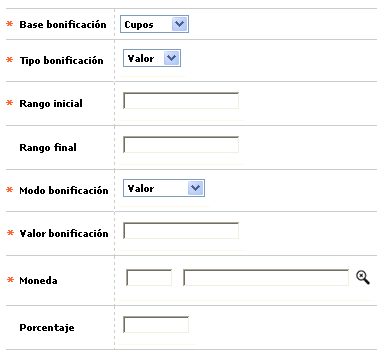 * Base bonificación Cupos
* Tipo bonificación Valor
* Rango inicial
Rango final
* Modo bonificación Valor
* Valor bonificación
* Moneda
Porcentaje